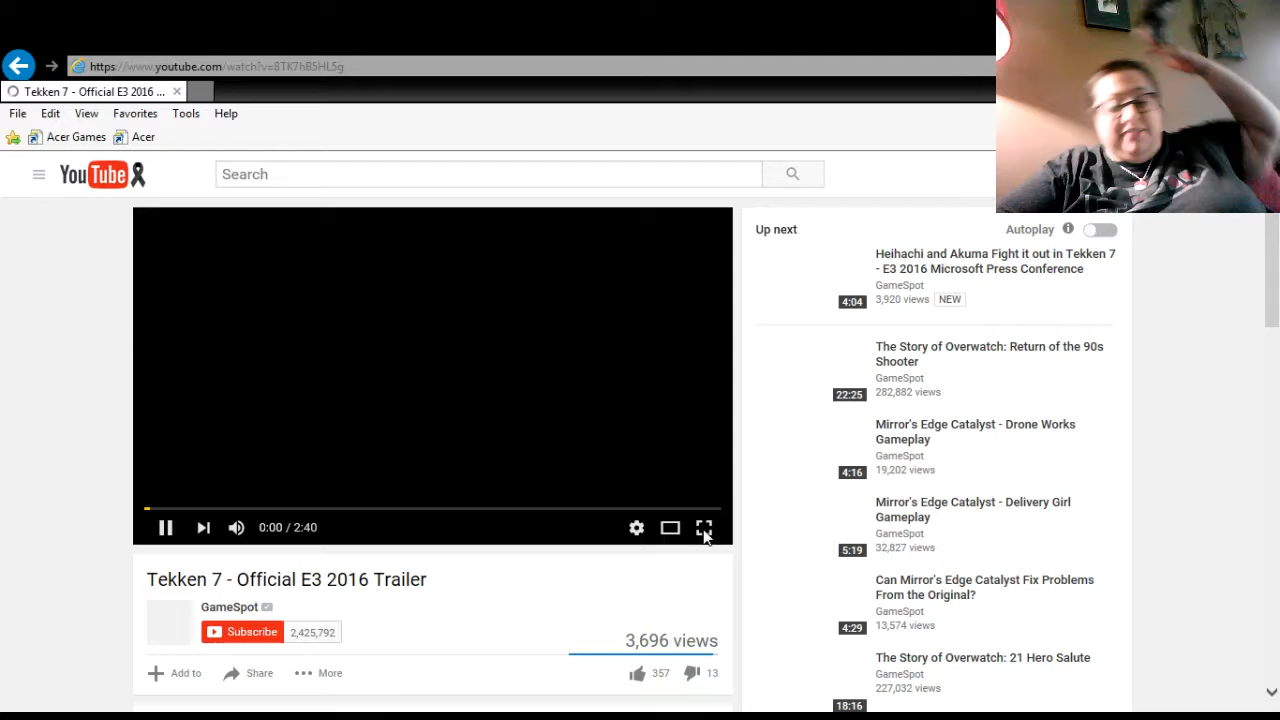 https://www.youtube.com/watch?v=8TK7hB5HL5g
Tekken 7 - Official E3 2016 ...
File Edit View Favorites Tools Help
Acer Games Acer
YouTube
Search
0:00 / 2:40
Tekken 7 - Official E3 2016 Trailer
GameSpot
Subscribe 2,425,792
3,696 views
Add to Share More
357 13
Up next Autoplay
Heihachi and Akuma Fight it out in Tekken 7
- E3 2016 Microsoft Press Conference
GameSpot
4:04 3,920 views NEW
The Story of Overwatch: Return of the 90s
Shooter
GameSpot
22:25 282,882 views
Mirror's Edge Catalyst - Drone Works
Gameplay
GameSpot
4:16 19,202 views
Mirror's Edge Catalyst - Delivery Girl
Gameplay
GameSpot
5:19 32,827 views
Can Mirror's Edge Catalyst Fix Problems
From the Original?
GameSpot
4:29 13,574 views
The Story of Overwatch: 21 Hero Salute
GameSpot
227,032 views
18:16